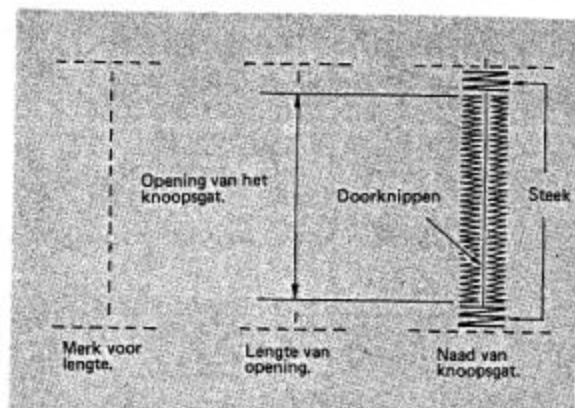 Opening van het
knoopsgat.
Doorknippen
Steek
Merk voor
lengte.
Lengte van
opening.
Naad van
knoopsgat.